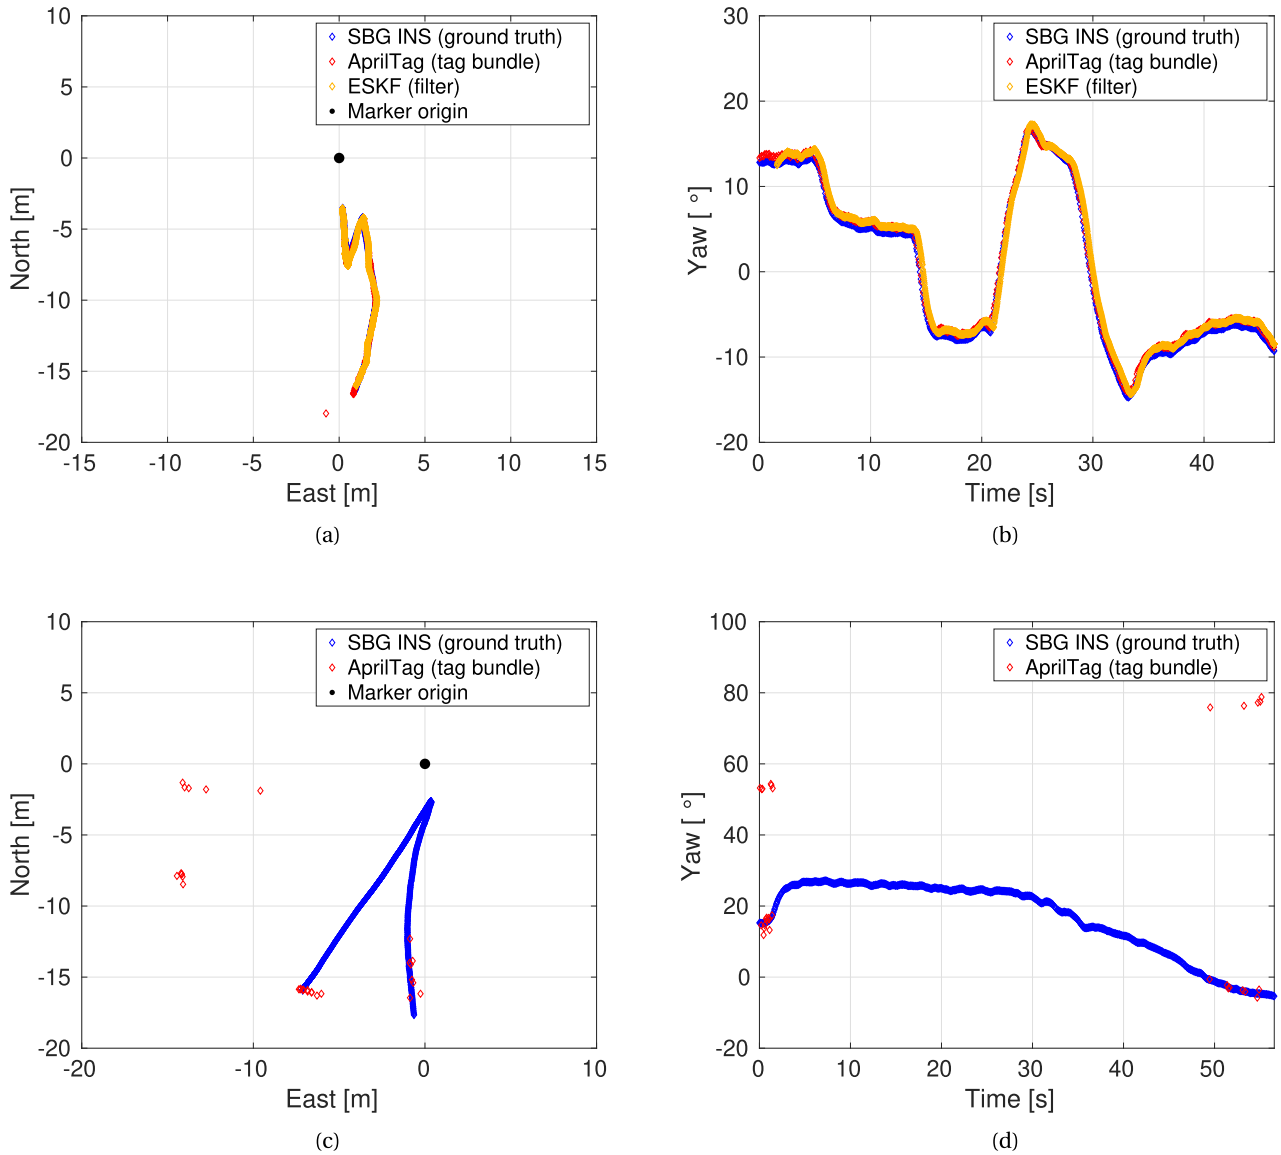 10
5
0
-5
-10
-15
-20
-15
-10
-5
0
5
10
15
North [m]
East [m]
SBG INS (ground truth)
AprilTag (tag bundle)
ESKF (filter)
Marker origin
(a)
30
20
10
0
-10
-20
0
10
20
30
40
Yaw [ °]
Time [s]
SBG INS (ground truth)
AprilTag (tag bundle)
ESKF (filter)
(b)
10
5
0
-5
-10
-15
-20
-20
-10
0
10
North [m]
East [m]
SBG INS (ground truth)
AprilTag (tag bundle)
Marker origin
(c)
100
80
60
40
20
0
-20
0
10
20
30
40
50
Yaw [ °]
Time [s]
SBG INS (ground truth)
AprilTag (tag bundle)
(d)